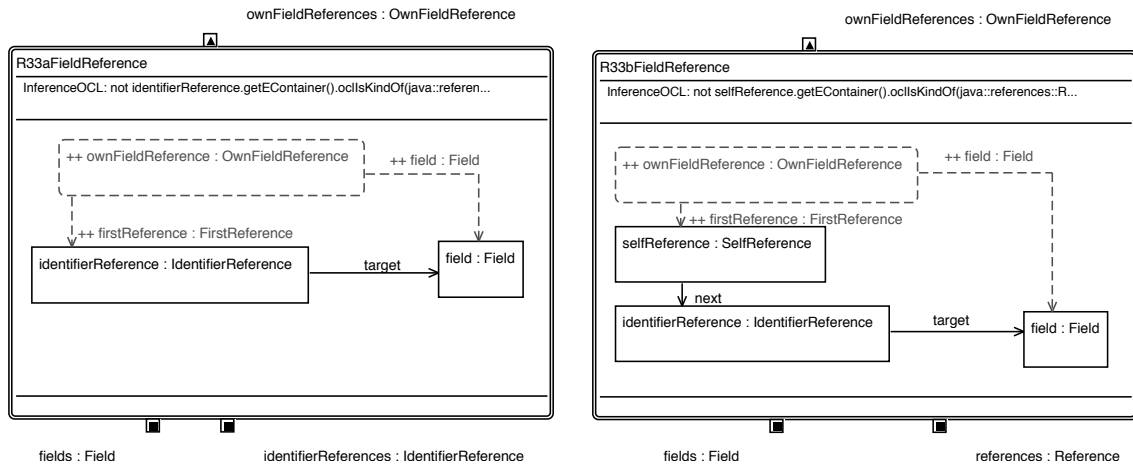 ownFieldReferences : OwnFieldReference
R33aFieldReference
InferenceOCL: not identifierReference.getEContainer().oclIsKindOf(java::referen...
++ ownFieldReference : OwnFieldReference
++ field : Field
++ firstReference : FirstReference
identifierReference : IdentifierReference
target
field : Field
fields : Field
identifierReferences : IdentifierReference
ownFieldReferences : OwnFieldReference
R33bFieldReference
InferenceOCL: not selfReference.getEContainer().oclIsKindOf(java::references::R...
++ ownFieldReference : OwnFieldReference
++ field : Field
++ firstReference : FirstReference
selfReference : SelfReference
next
identifierReference : IdentifierReference
target
field : Field
fields : Field
references : Reference